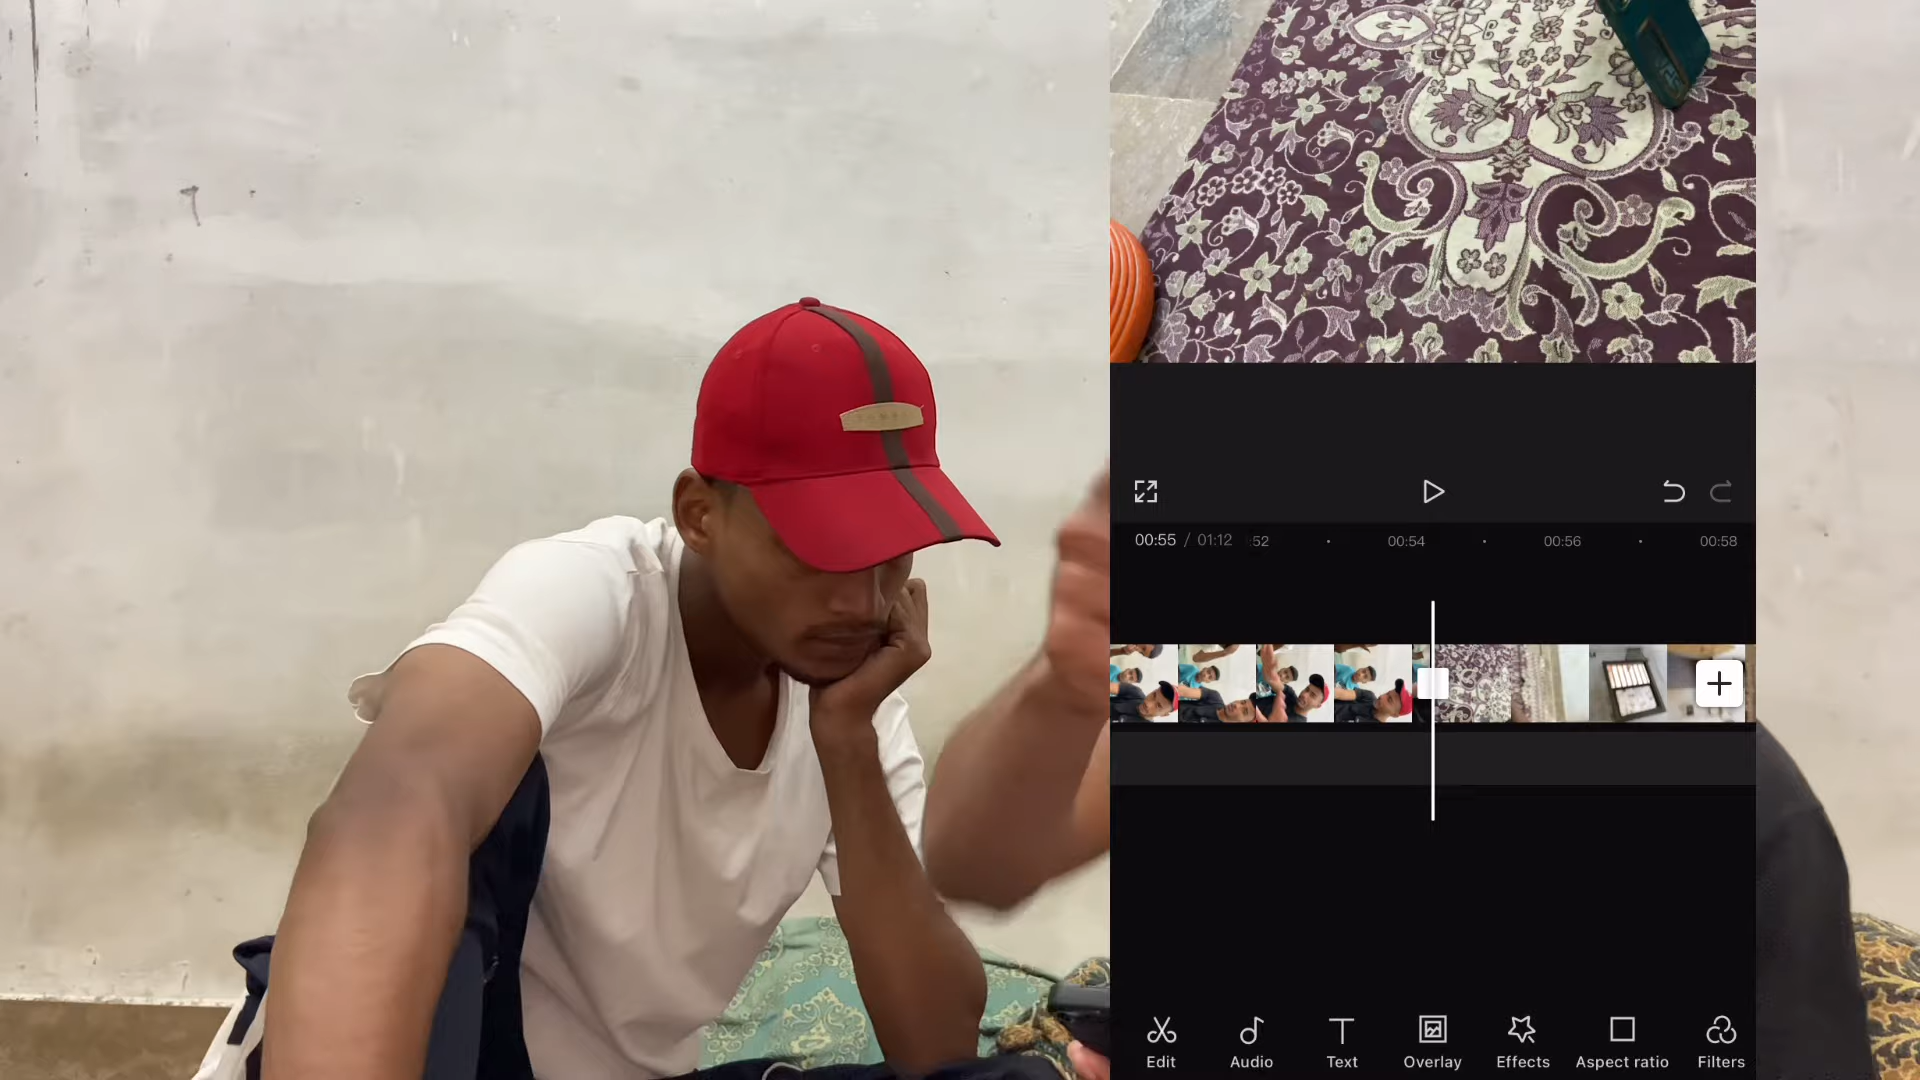 00:55 / 01:12 :52 00:54 00:56 00:58
Edit Audio Text Overlay Effects Aspect ratio Filters